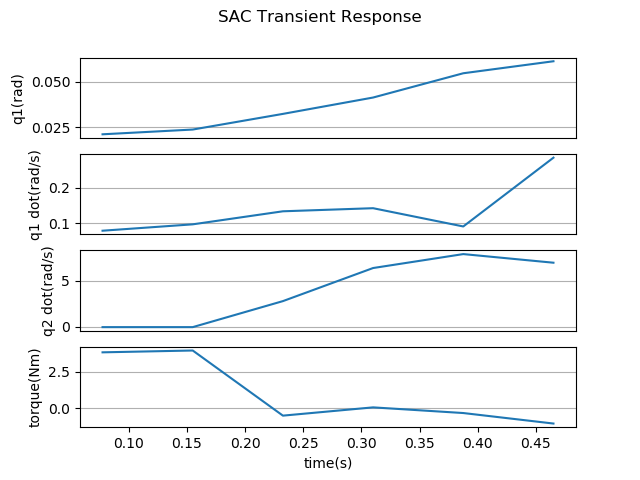 SAC Transient Response
q1(rad)
0.050
0.025
q1 dot(rad/s)
0.2
0.1
q2 dot(rad/s)
5
0
torque(Nm)
2.5
0.0
0.10 0.15 0.20 0.25 0.30 0.35 0.40 0.45
time(s)